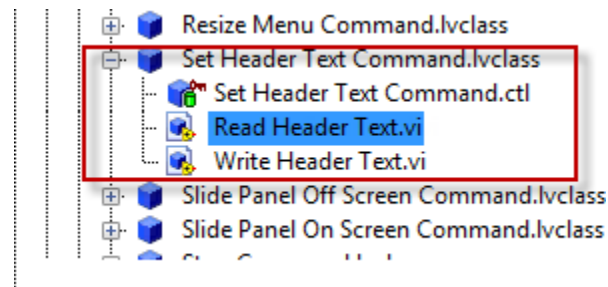 Resize Menu Command.lvclass
Set Header Text Command.lvclass
Set Header Text Command.ctl
Read Header Text.vi
Write Header Text.vi
Slide Panel Off Screen Command.lvclass
Slide Panel On Screen Command.lvclass